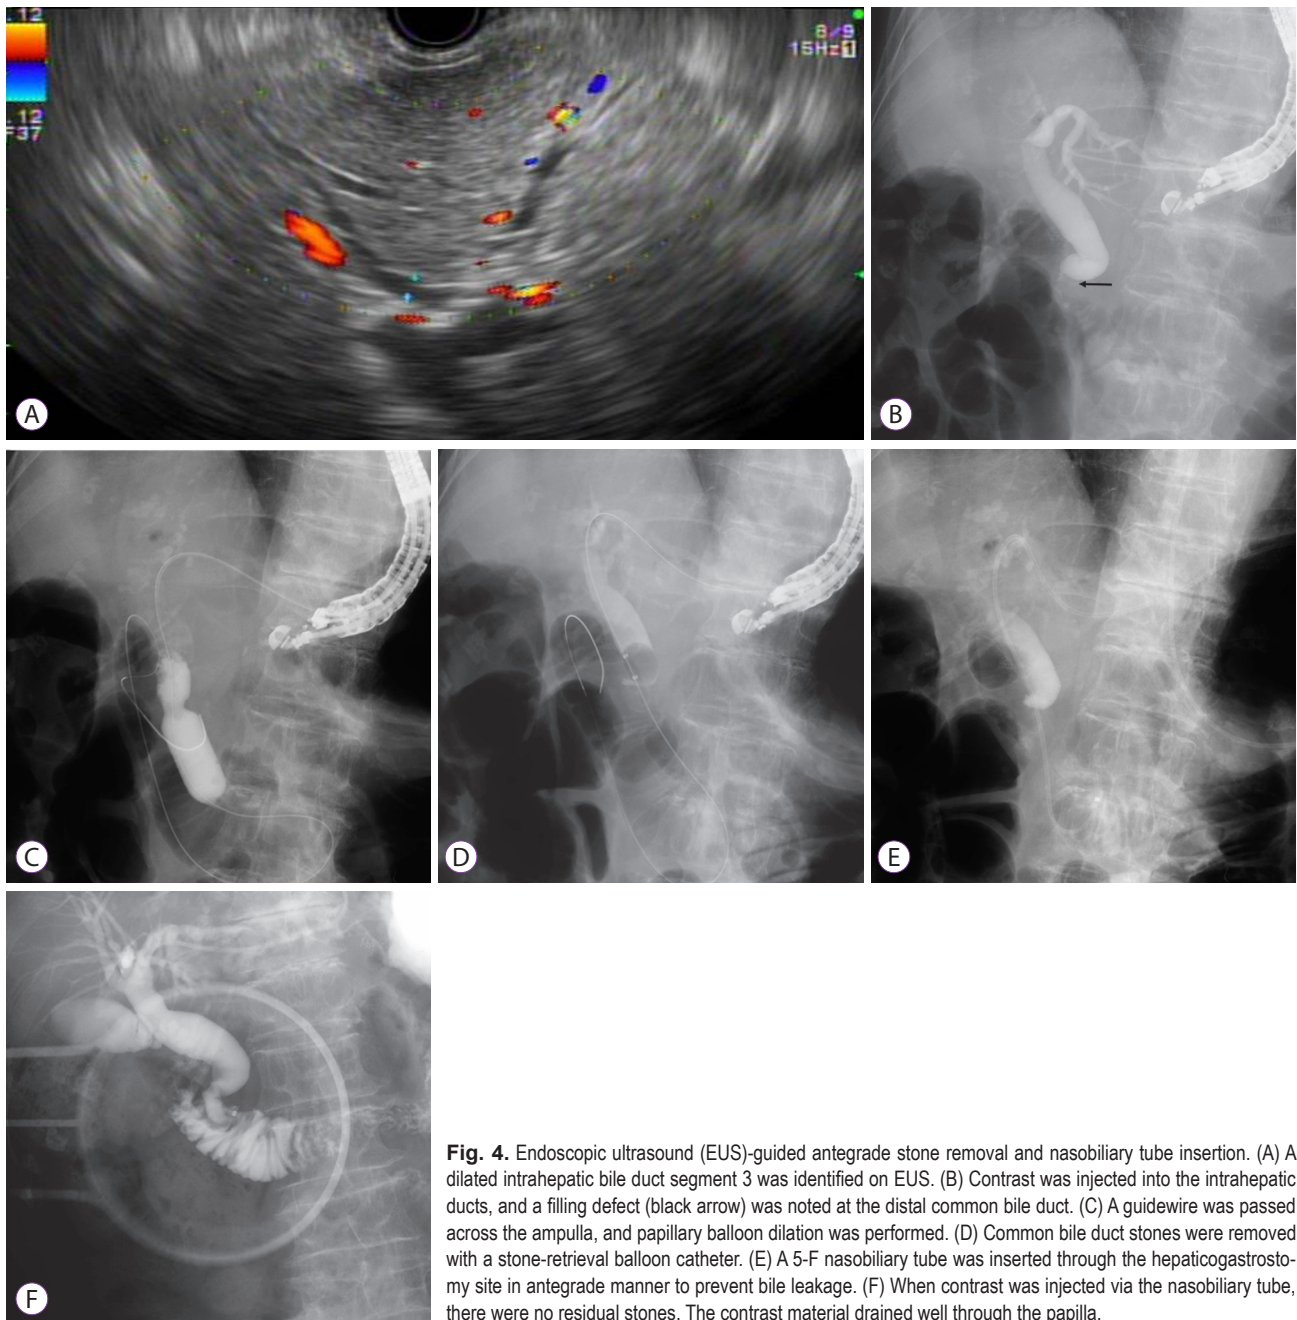 .12
.12
F37
8/9
15Hz1
A
B
C
D
E
F
Fig. 4. Endoscopic ultrasound (EUS)-guided antegrade stone removal and nasobiliary tube insertion. (A) A
dilated intrahepatic bile duct segment 3 was identified on EUS. (B) Contrast was injected into the intrahepatic
ducts, and a filling defect (black arrow) was noted at the distal common bile duct. (C) A guidewire was passed
across the ampulla, and papillary balloon dilation was performed. (D) Common bile duct stones were removed
with a stone-retrieval balloon catheter. (E) A 5-F nasobiliary tube was inserted through the hepaticogastrosto-
my site in antegrade manner to prevent bile leakage. (F) When contrast was injected via the nasobiliary tube,
there were no residual stones. The contrast material drained well through the papilla.